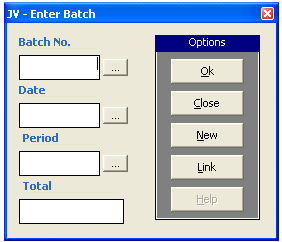 JV - Enter Batch
Batch No.
...
Date
...
Period
...
Total
Options
Ok
Close
New
Link
Help